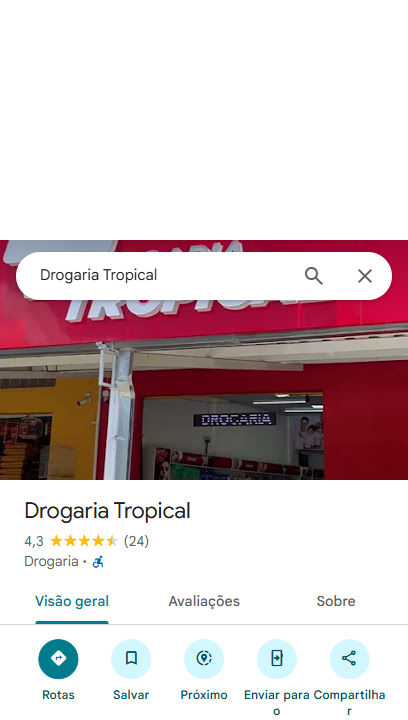 Drogaria Tropical
DROGARIA
Drogaria Tropical
4,3 (24)
Drogaria •
Visão geral Avaliações Sobre
Rotas Salvar Próximo Enviar para o Compartilhar